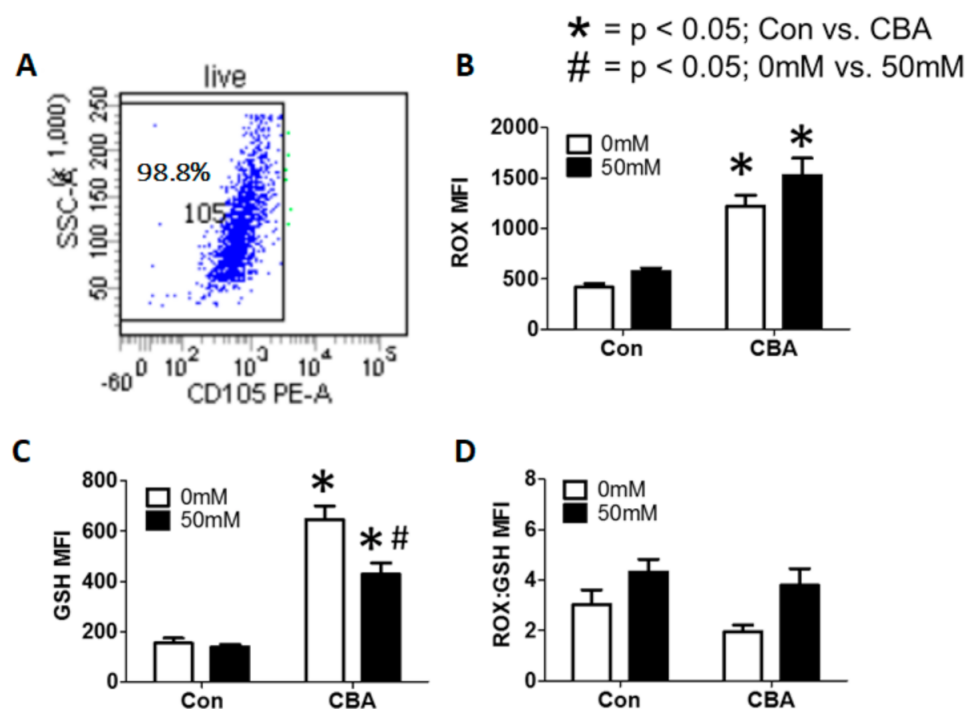 * = p < 0.05; Con vs. CBA
# = p < 0.05; 0mM vs. 50mM
A
live
SSC-A
(x 1,000)
250
200
150
100
50
98.8%
105
-60 0 10² 10³ 10⁴ 10⁵
CD105 PE-A
B
ROX MFI
2000
1500
1000
500
0
0mM
50mM
*
*
Con CBA
C
GSH MFI
800
600
400
200
0
0mM
50mM
*
* #
Con CBA
D
ROX:GSH MFI
8
6
4
2
0
0mM
50mM
Con CBA